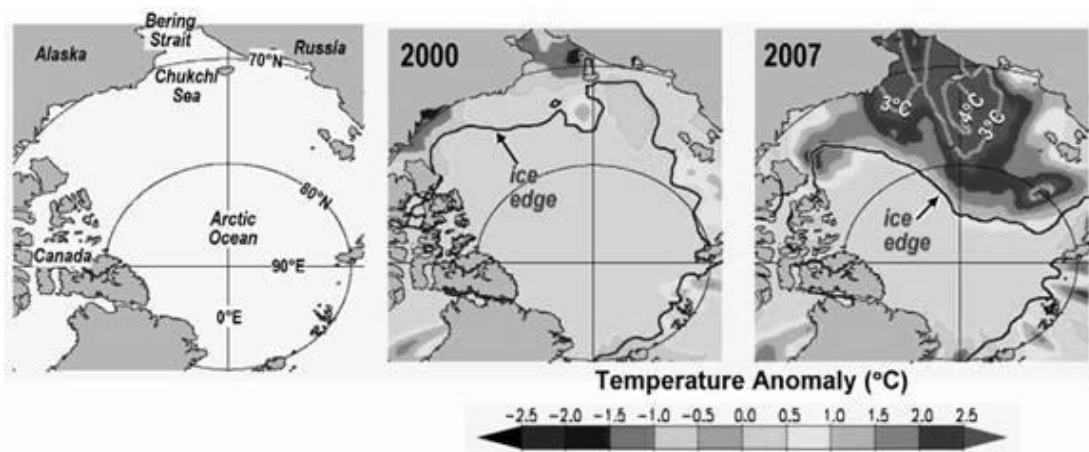 Alaska
Bering
Strait
Russia
70°N
Chukchl
Sea
80°N
Arctic
Ocean
Canada
90°E
0°E
2000
ice
edge
2007
3°C
4°C
3°C
ice
edge
Temperature Anomaly (°C)
-2.5 -2.0 -1.5 -1.0 -0.5 0.0 0.5 1.0 1.5 2.0 2.5